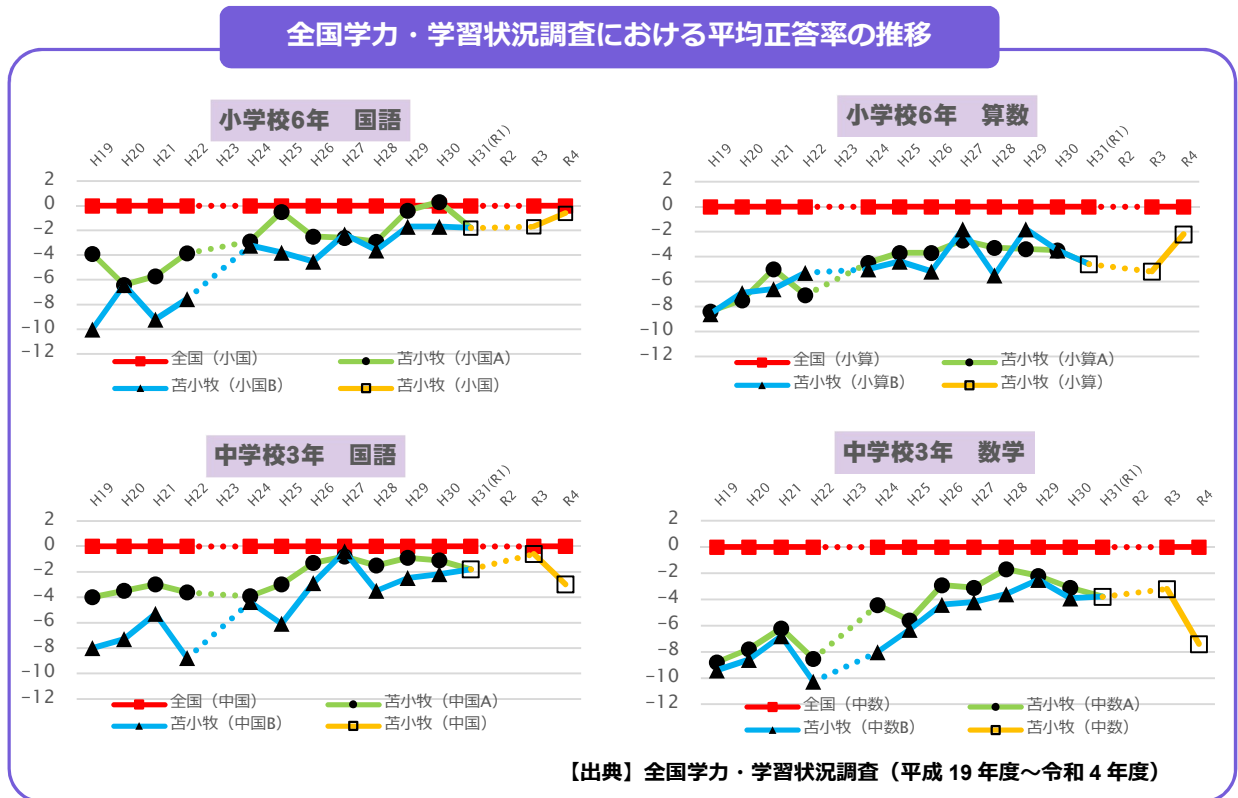 全国学力・学習状況調査における平均正答率の推移
小学校6年　国語
H19 H20 H21 H22 H23 H24 H25 H26 H27 H28 H29 H30 H31(R1) R2 R3 R4
2
0
-2
-4
-6
-8
-10
-12
全国（小国） 苫小牧（小国A）
苫小牧（小国B） 苫小牧（小国）
小学校6年　算数
H19 H20 H21 H22 H23 H24 H25 H26 H27 H28 H29 H30 H31(R1) R2 R3 R4
2
0
-2
-4
-6
-8
-10
-12
全国（小算） 苫小牧（小算A）
苫小牧（小算B） 苫小牧（小算）
中学校3年　国語
H19 H20 H21 H22 H23 H24 H25 H26 H27 H28 H29 H30 H31(R1) R2 R3 R4
2
0
-2
-4
-6
-8
-10
-12
全国（中国） 苫小牧（中国A）
苫小牧（中国B） 苫小牧（中国）
中学校3年　数学
H19 H20 H21 H22 H23 H24 H25 H26 H27 H28 H29 H30 H31(R1) R2 R3 R4
2
0
-2
-4
-6
-8
-10
-12
全国（中数） 苫小牧（中数A）
苫小牧（中数B） 苫小牧（中数）
【出典】全国学力・学習状況調査（平成 19 年度～令和 4 年度）